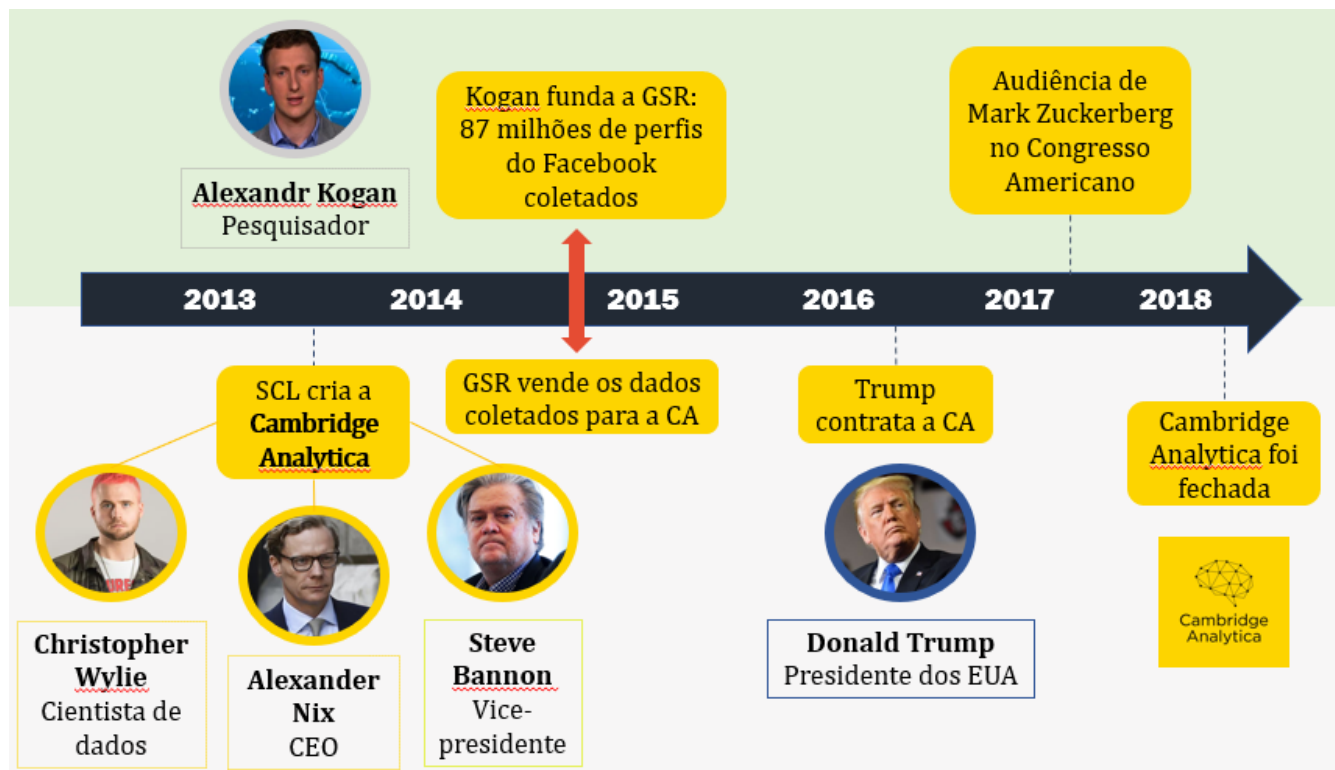 Alexandr Kogan
Pesquisador
Kogan funda a GSR:
87 milhões de perfis
do Facebook
coletados
Audiência de
Mark Zuckerberg
no Congresso
Americano
2013
2014
2015
2016
2017
2018
SCL cria a
Cambridge
Analytica
GSR vende os dados
coletados para a CA
Trump
contrata a CA
Cambridge
Analytica foi
fechada
Christopher
Wylie
Cientista de
dados
Alexander
Nix
CEO
Steve
Bannon
Vice-
presidente
Donald Trump
Presidente dos EUA
Cambridge
Analytica